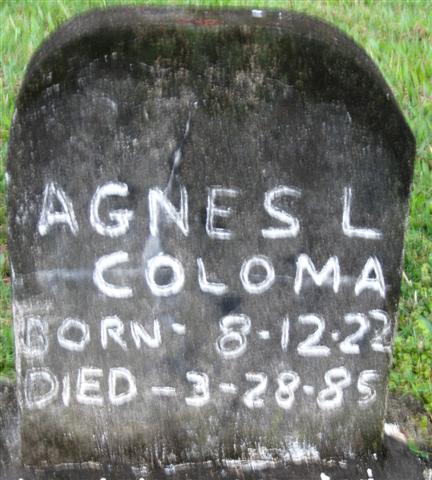 AGNES L
COLOMA
BORN- 8-12-22
DIED-3-28-85